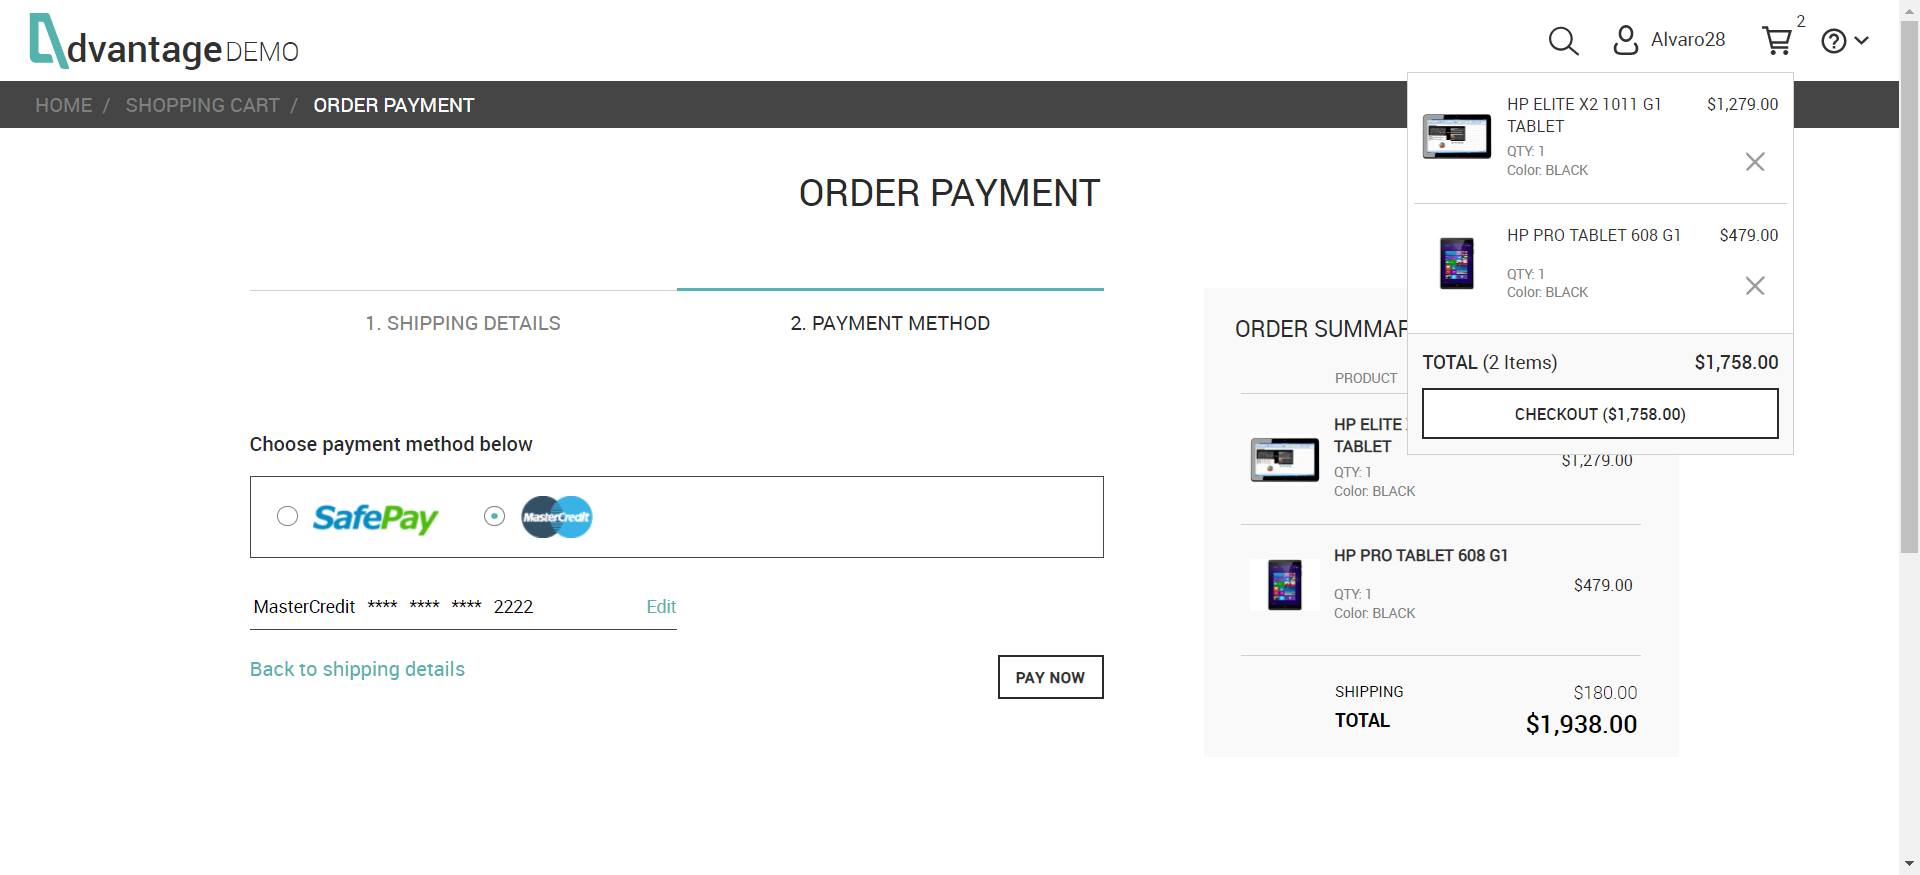 dvantage DEMO
Alvaro28
2
HOME / SHOPPING CART / ORDER PAYMENT
HP ELITE X2 1011 G1 $1,279.00
TABLET
QTY: 1
Color: BLACK
HP PRO TABLET 608 G1 $479.00
QTY: 1
Color: BLACK
TOTAL (2 Items) $1,758.00
CHECKOUT ($1,758.00)
ORDER PAYMENT
1. SHIPPING DETAILS
2. PAYMENT METHOD
Choose payment method below
SafePay
MasterCredit
MasterCredit **** **** **** 2222
Edit
Back to shipping details
PAY NOW
ORDER SUMMAR
PRODUCT
HP ELITE
TABLET
QTY: 1
Color: BLACK
$1,279.00
HP PRO TABLET 608 G1
QTY: 1
Color: BLACK
$479.00
SHIPPING $180.00
TOTAL $1,938.00